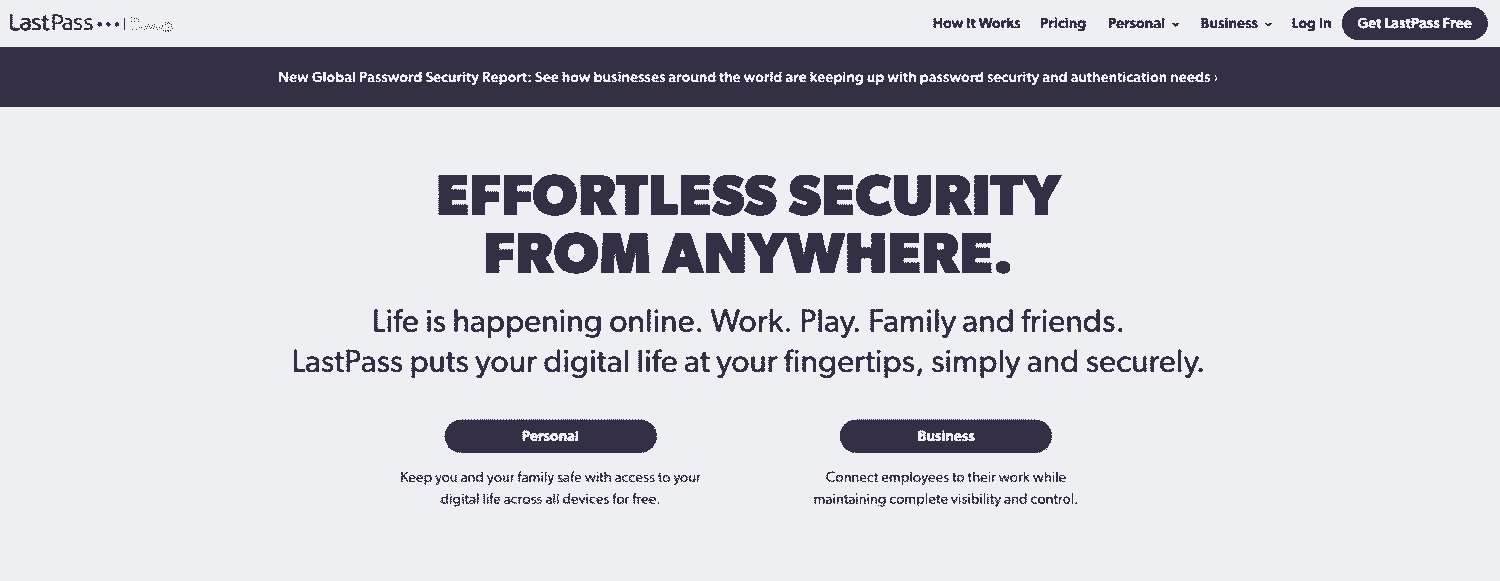 LastPass
How It Works
Pricing
Personal
Business
Log In
Get LastPass Free
New Global Password Security Report: See how businesses around the world are keeping up with password security and authentication needs ›
EFFORTLESS SECURITY
FROM ANYWHERE.
Life is happening online. Work. Play. Family and friends.
LastPass puts your digital life at your fingertips, simply and securely.
Personal
Keep you and your family safe with access to your
digital life across all devices for free.
Business
Connect employees to their work while
maintaining complete visibility and control.